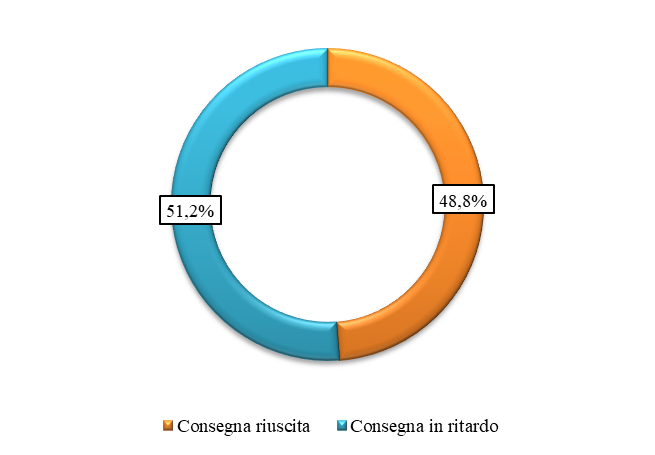 48,8%
51,2%
Consegna riuscita
Consegna in ritardo